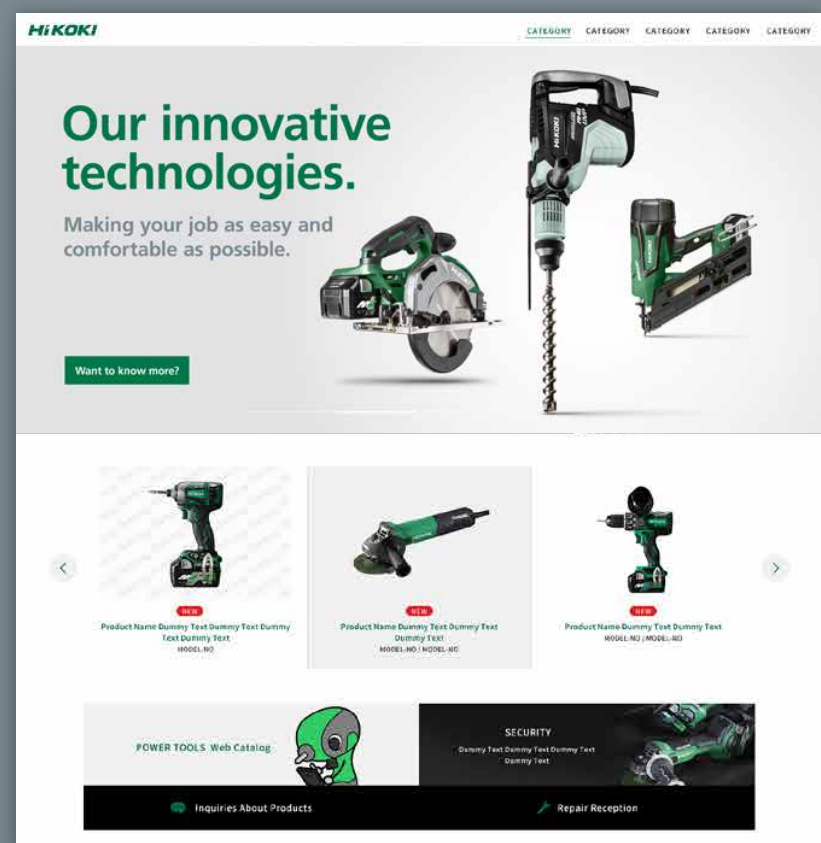 HiKOKI
CATEGORY CATEGORY CATEGORY CATEGORY CATEGORY
Our innovative
technologies.
Making your job as easy and
comfortable as possible.
HiKOKI
HiKOKI
HiKOKI
Want to know more?
NEW
Product Name Dummy Text Dummy Text Dummy
Text Dummy Text
MODEL-NO
NEW
Product Name Dummy Text Dummy Text
Dummy Text
MODEL-NO / MODEL-NO
NEW
Product Name Dummy Text Dummy Text
MODEL-NO / MODEL-NO
POWER TOOLS Web Catalog
SECURITY
Dummy Text Dummy Text Dummy Text
Dummy Text
Inquiries About Products
Repair Reception